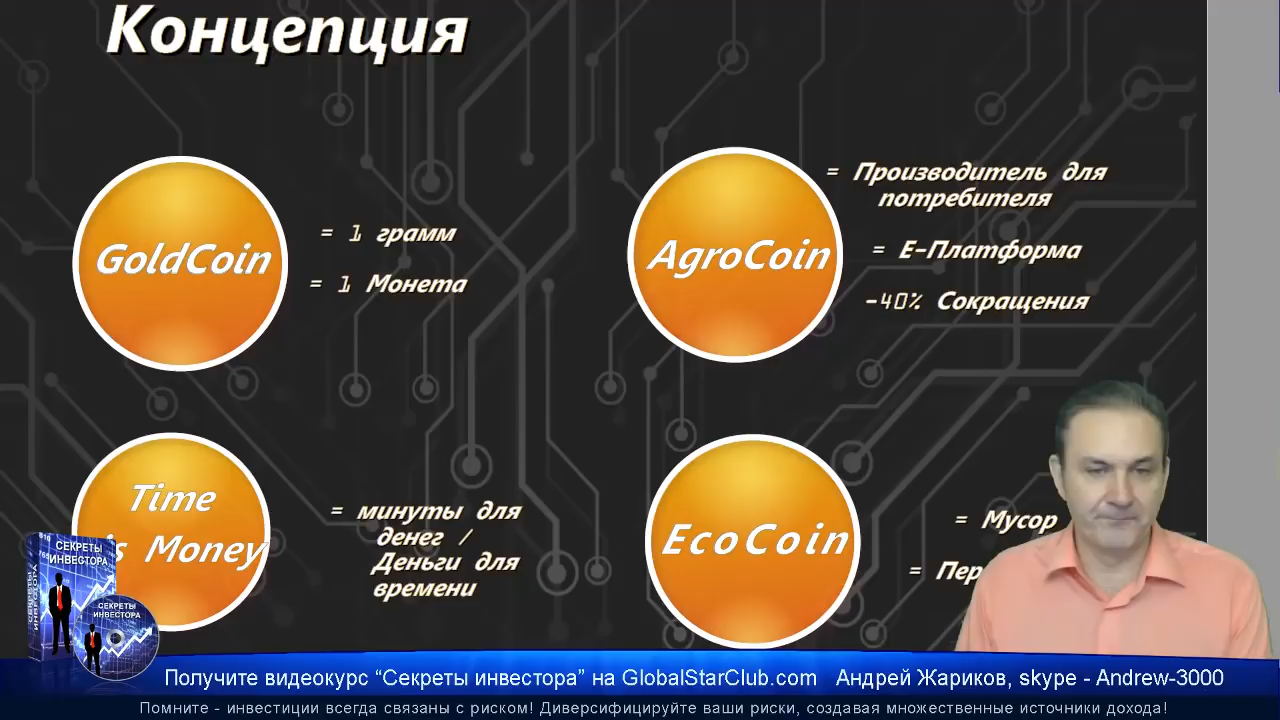 Концепция
GoldCoin
= 1 грамм
= 1 Монета
AgroCoin
= Производитель для
потребителя
= Е-Платформа
-40% Сокращения
Time
is Money
= минуты для
денег /
Деньги для
времени
EcoCoin
= Мусор
СЕКРЕТЫ
ИНВЕСТОРА
СЕКРЕТЫ
ИНВЕСТОРА
Получите видеокурс “Секреты инвестора” на GlobalStarClub.com Андрей Жариков, skype - Andrew-3000
Помните - инвестиции всегда связаны с риском! Диверсифицируйте ваши риски, создавая множественные источники дохода!